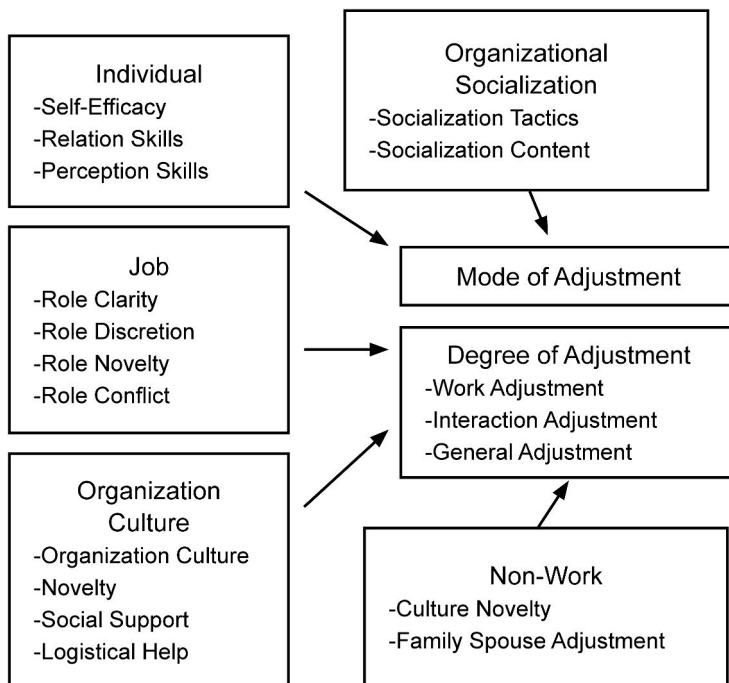 Individual
-Self-Efficacy
-Relation Skills
-Perception Skills
Organizational
Socialization
-Socialization Tactics
-Socialization Content
Job
-Role Clarity
-Role Discretion
-Role Novelty
-Role Conflict
Mode of Adjustment
Degree of Adjustment
-Work Adjustment
-Interaction Adjustment
-General Adjustment
Organization
Culture
-Organization Culture
-Novelty
-Social Support
-Logistical Help
Non-Work
-Culture Novelty
-Family Spouse Adjustment